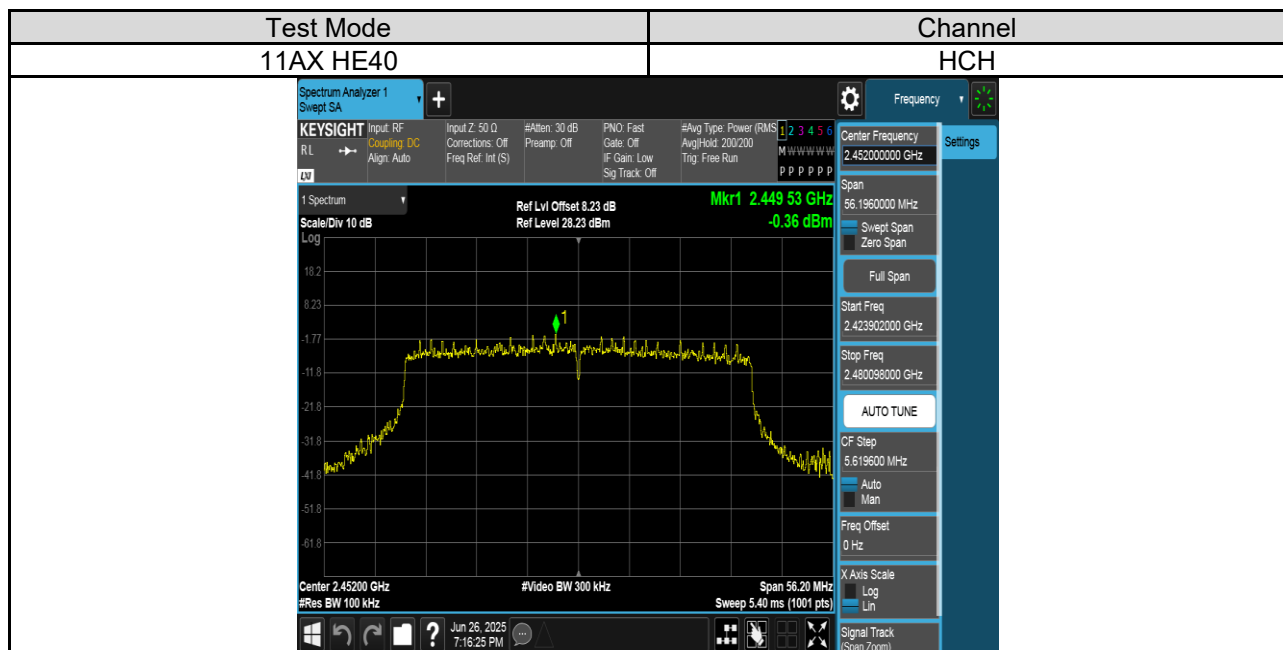 Test Mode
Channel
11AX HE40
HCH
Spectrum Analyzer 1
Swept SA
+
Frequency
KEYSIGHT
RL
LXI
Input: RF
Coupling: DC
Align: Auto
Input Z: 50 Ω
Corrections: Off
Freq Ref: Int (S)
#Atten: 30 dB
Preamp: Off
PNO: Fast
Gate: Off
IF Gain: Low
Sig Track: Off
#Avg Type: Power (RMS
Avg|Hold: 200/200
Trig: Free Run
1 2 3 4 5 6
M W W W W W
P P P P P P
Center Frequency
2.452000000 GHz
Settings
Span
56.1960000 MHz
Swept Span
Zero Span
Full Span
Start Freq
2.423902000 GHz
Stop Freq
2.480098000 GHz
AUTO TUNE
CF Step
5.619600 MHz
Auto
Man
Freq Offset
0 Hz
X Axis Scale
Log
Lin
Signal Track
(Span Zoom)
1 Spectrum
Scale/Div 10 dB
Log
Ref Lvl Offset 8.23 dB
Ref Level 28.23 dBm
Mkr1 2.449 53 GHz
-0.36 dBm
18.2
8.23
-1.77
-11.8
-21.8
-31.8
-41.8
-51.8
-61.8
1
Center 2.45200 GHz
#Video BW 300 kHz
Span 56.20 MHz
#Res BW 100 kHz
Sweep 5.40 ms (1001 pts)
?
Jun 26, 2025
7:16:25 PM